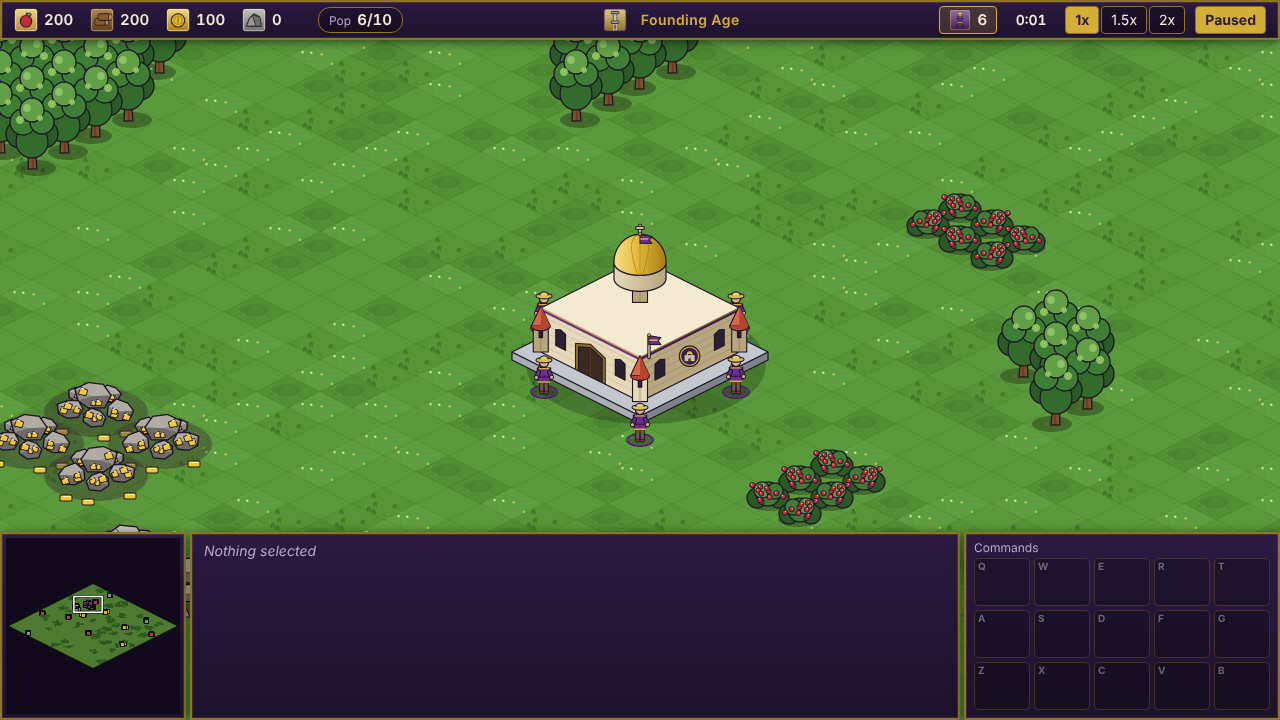 200 200 100 0 Pop 6/10 Founding Age 6 0:01 1x 1.5x 2x Paused
Nothing selected
Commands
Q W E R T
A S D F G
Z X C V B